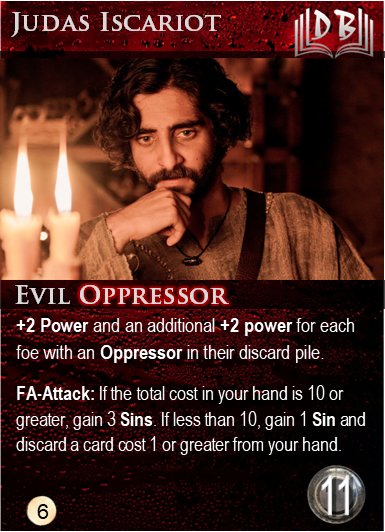 Judas Iscariot
DB
Evil Oppressor
+2 Power and an additional +2 power for each
foe with an Oppressor in their discard pile.
FA-Attack: If the total cost in your hand is 10 or
greater, gain 3 Sins. If less than 10, gain 1 Sin and
discard a card cost 1 or greater from your hand.
11
6